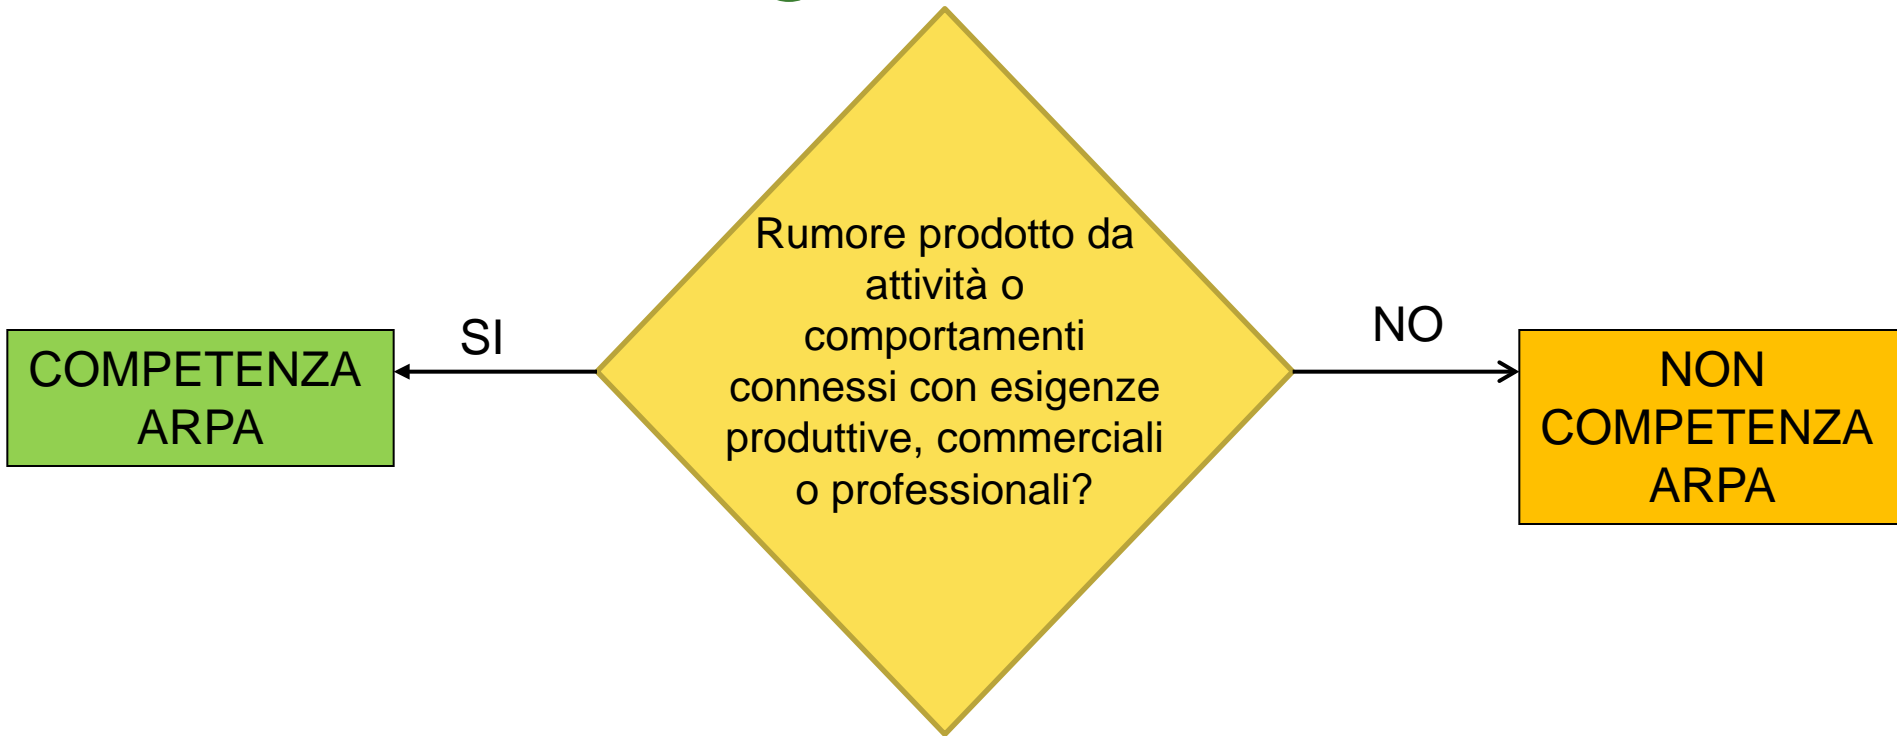 Rumore prodotto da
attività o
comportamenti
connessi con esigenze
produttive, commerciali
o professionali?
SI
COMPETENZA
ARPA
NO
NON
COMPETENZA
ARPA